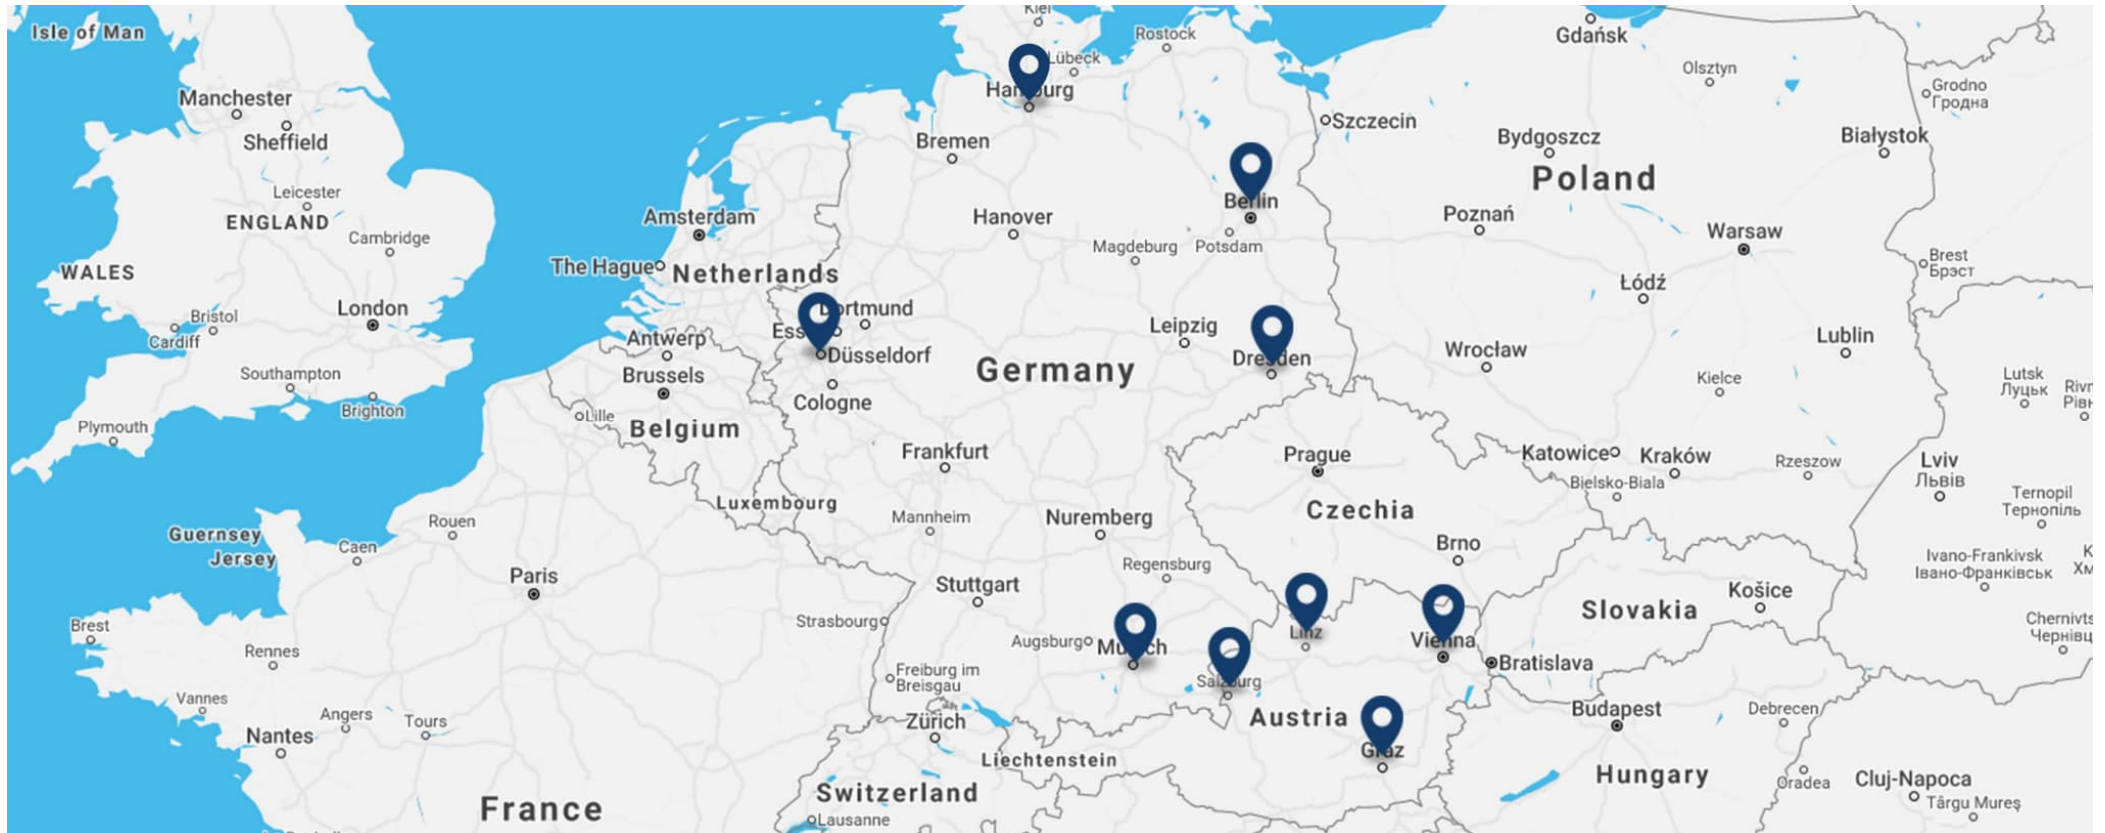 Kiel
Isle of Man
Rostock
Gdańsk
Lübeck
Olsztyn
Hamburg
Grodno
Гродна
Manchester
Szczecin
Sheffield
Bremen
Bydgoszcz
Białystok
Poland
Leicester
Berlin
ENGLAND
Amsterdam
Hanover
Poznań
Cambridge
Magdeburg
Potsdam
Warsaw
WALES
The Hague
Netherlands
Brest
Брэст
Łódź
London
Dortmund
Bristol
Cardiff
Antwerp
Düsseldorf
Leipzig
Dresden
Wrocław
Lublin
Southampton
Brussels
Germany
Kielce
Lutsk
Луцьк
Brighton
Cologne
Lille
Plymouth
Belgium
Frankfurt
Prague
Katowice
Kraków
Rzeszow
Lviv
Львів
Bielsko-Biala
Luxembourg
Czechia
Ternopil
Тернопіль
Rouen
Mannheim
Nuremberg
Guernsey
Jersey
Caen
Brno
Regensburg
Ivano-Frankivsk
Івано-Франківськ
Paris
Stuttgart
Košice
Slovakia
Brest
Strasbourg
Linz
Rennes
Augsburg
Munich
Vienna
Bratislava
Freiburg im
Breisgau
Salzburg
Vannes
Angers
Tours
Zürich
Austria
Budapest
Debrecen
Nantes
Graz
Liechtenstein
Hungary
Oradea
Cluj-Napoca
Switzerland
France
Târgu Mureş
Lausanne